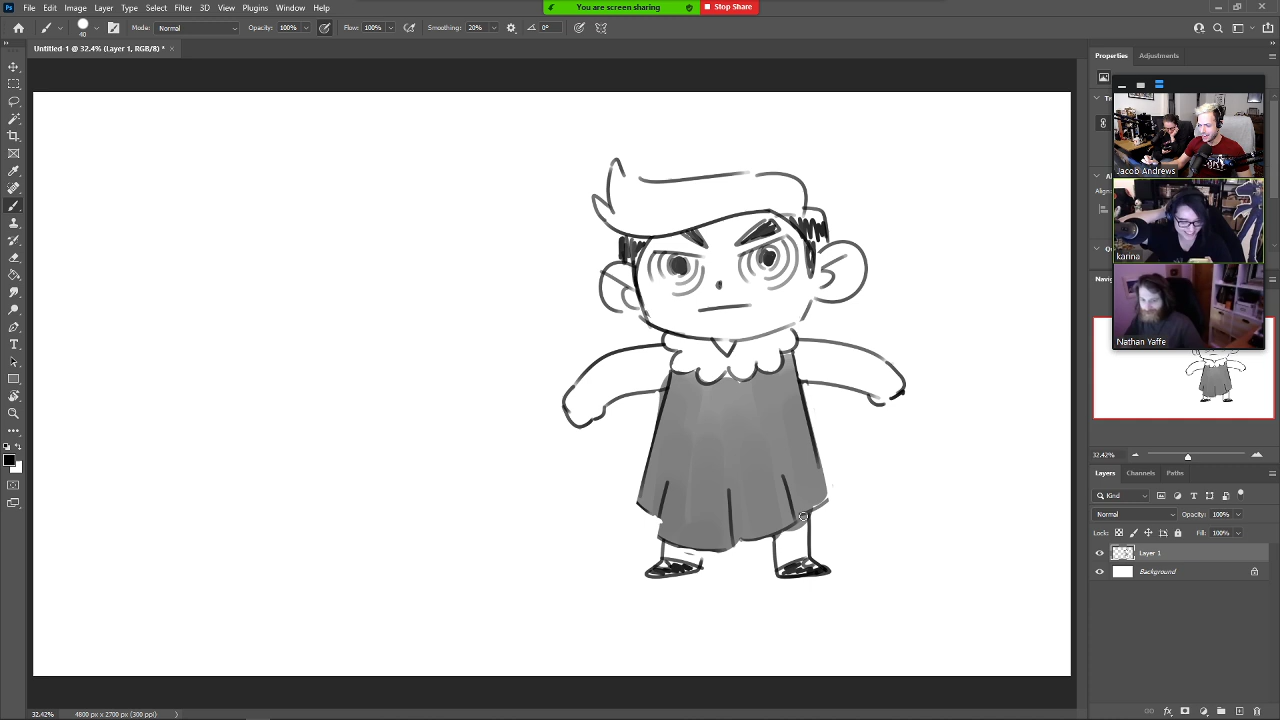 Ps File Edit Image Layer Type Select Filter 3D View Plugins Window Help
You are screen sharing Stop Share
40 Mode: Normal Opacity: 100% Flow: 100% Smoothing: 20% 0°
Untitled-1 @ 32.4% (Layer 1, RGB/8) * ×
Properties Adjustments
Jacob Andrews
karina
Nathan Yaffe
32.42%
Layers Channels Paths
Kind
Normal Opacity: 100%
Lock: Fill: 100%
Layer 1
Background
32.42% 4800 px x 2700 px (300 ppi)